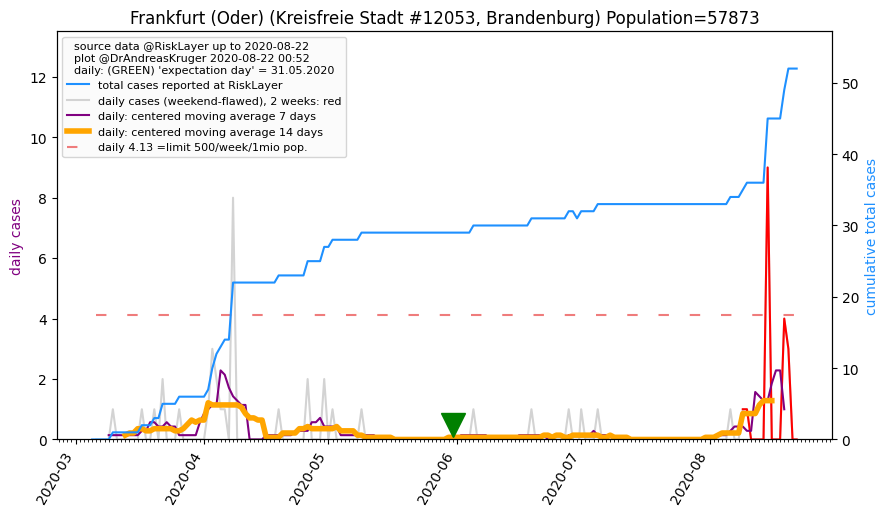 Frankfurt (Oder) (Kreisfreie Stadt #12053, Brandenburg) Population=57873
source data @RiskLayer up to 2020-08-22
plot @DrAndreasKruger 2020-08-22 00:52
daily: (GREEN) 'expectation day' = 31.05.2020
total cases reported at RiskLayer
daily cases (weekend-flawed), 2 weeks: red
daily: centered moving average 7 days
daily: centered moving average 14 days
daily 4.13 =limit 500/week/1mio pop.
daily cases
12
10
8
6
4
2
0
cumulative total cases
50
40
30
20
10
0
2020-03
2020-04
2020-05
2020-06
2020-07
2020-08